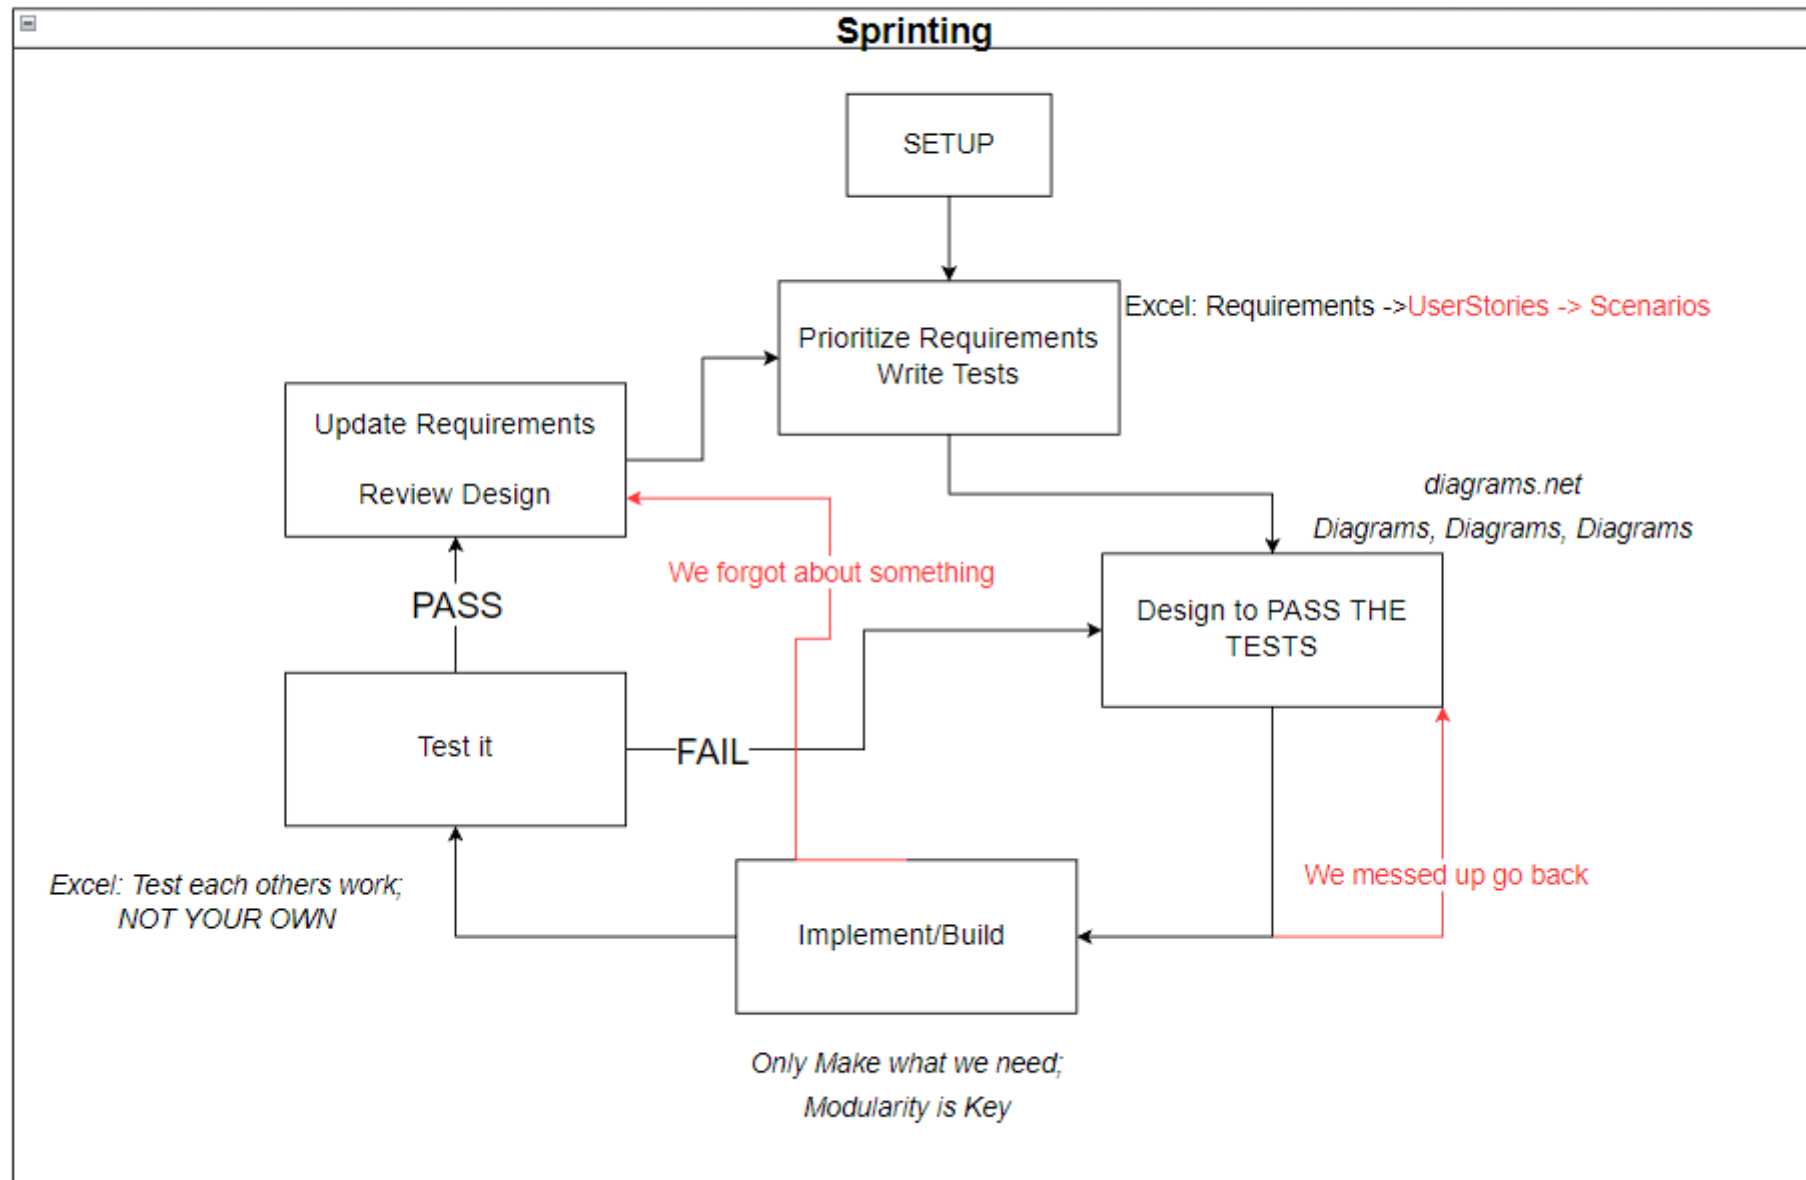 Sprinting
SETUP
Prioritize Requirements
Write Tests
Excel: Requirements ->UserStories -> Scenarios
Update Requirements
Review Design
diagrams.net
Diagrams, Diagrams, Diagrams
We forgot about something
PASS
Design to PASS THE
TESTS
Test it
FAIL
Excel: Test each others work;
NOT YOUR OWN
We messed up go back
Implement/Build
Only Make what we need;
Modularity is Key